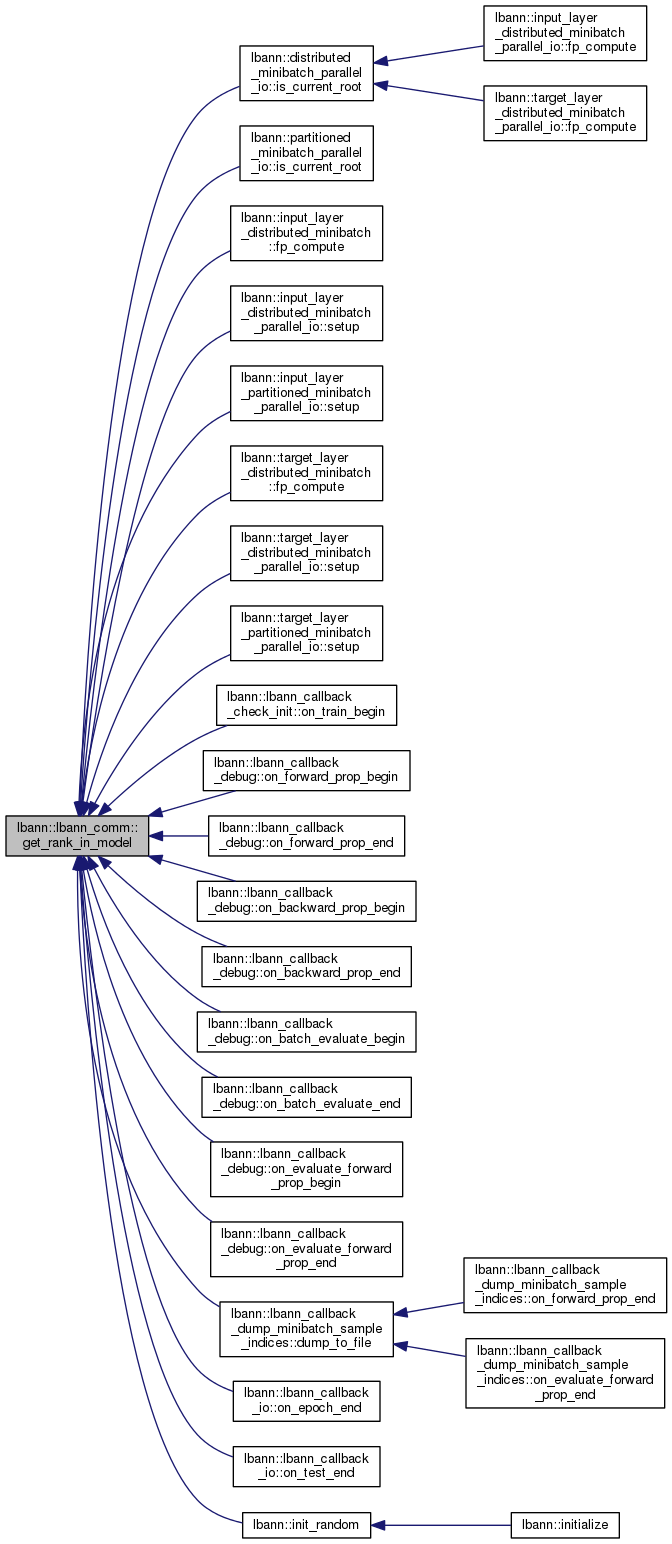 lbann::input_layer
_distributed_minibatch
_parallel_io::fp_compute
lbann::distributed
_minibatch_parallel
_io::is_current_root
lbann::target_layer
_distributed_minibatch
_parallel_io::fp_compute
lbann::partitioned
_minibatch_parallel
_io::is_current_root
lbann::input_layer
_distributed_minibatch
::fp_compute
lbann::input_layer
_distributed_minibatch
_parallel_io::setup
lbann::input_layer
_partitioned_minibatch
_parallel_io::setup
lbann::target_layer
_distributed_minibatch
::fp_compute
lbann::target_layer
_distributed_minibatch
_parallel_io::setup
lbann::target_layer
_partitioned_minibatch
_parallel_io::setup
lbann::lbann_callback
_check_init::on_train_begin
lbann::lbann_callback
_debug::on_forward_prop_begin
lbann::lbann_comm::
get_rank_in_model
lbann::lbann_callback
_debug::on_forward_prop_end
lbann::lbann_callback
_debug::on_backward_prop_begin
lbann::lbann_callback
_debug::on_backward_prop_end
lbann::lbann_callback
_debug::on_batch_evaluate_begin
lbann::lbann_callback
_debug::on_batch_evaluate_end
lbann::lbann_callback
_debug::on_evaluate_forward
_prop_begin
lbann::lbann_callback
_debug::on_evaluate_forward
_prop_end
lbann::lbann_callback
_dump_minibatch_sample
_indices::dump_to_file
lbann::lbann_callback
_dump_minibatch_sample
_indices::on_forward_prop_end
lbann::lbann_callback
_dump_minibatch_sample
_indices::on_evaluate_forward
_prop_end
lbann::lbann_callback
_io::on_epoch_end
lbann::lbann_callback
_io::on_test_end
lbann::init_random
lbann::initialize